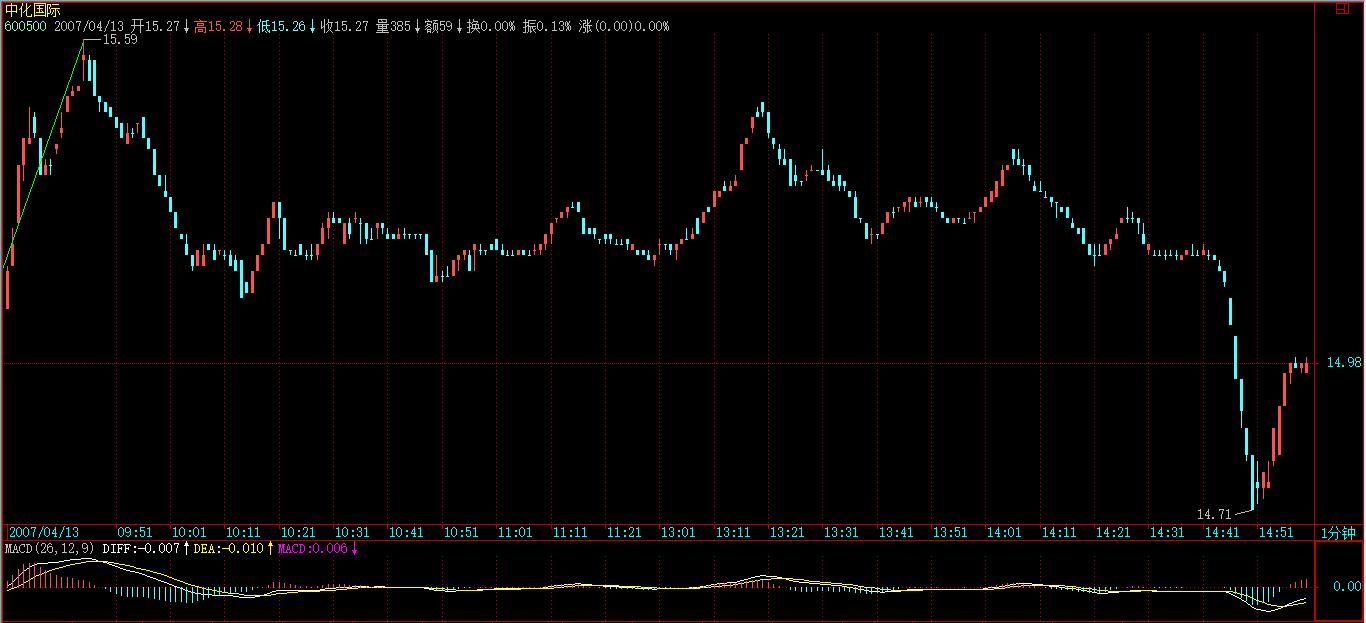 中化国际
600500 2007/04/13 开15.27↓高15.28↓低15.26↓收15.27 量385↓额59↓换0.00% 振0.13% 涨(0.00)0.00%
15.59
14.98
14.71
2007/04/13 09:51 10:01 10:11 10:21 10:31 10:41 10:51 11:01 11:11 11:21 13:01 13:11 13:21 13:31 13:41 13:51 14:01 14:11 14:21 14:31 14:41 14:51 1分钟
MACD(26,12,9) DIFF:-0.007↑DEA:-0.010↑MACD:0.006↓
0.00